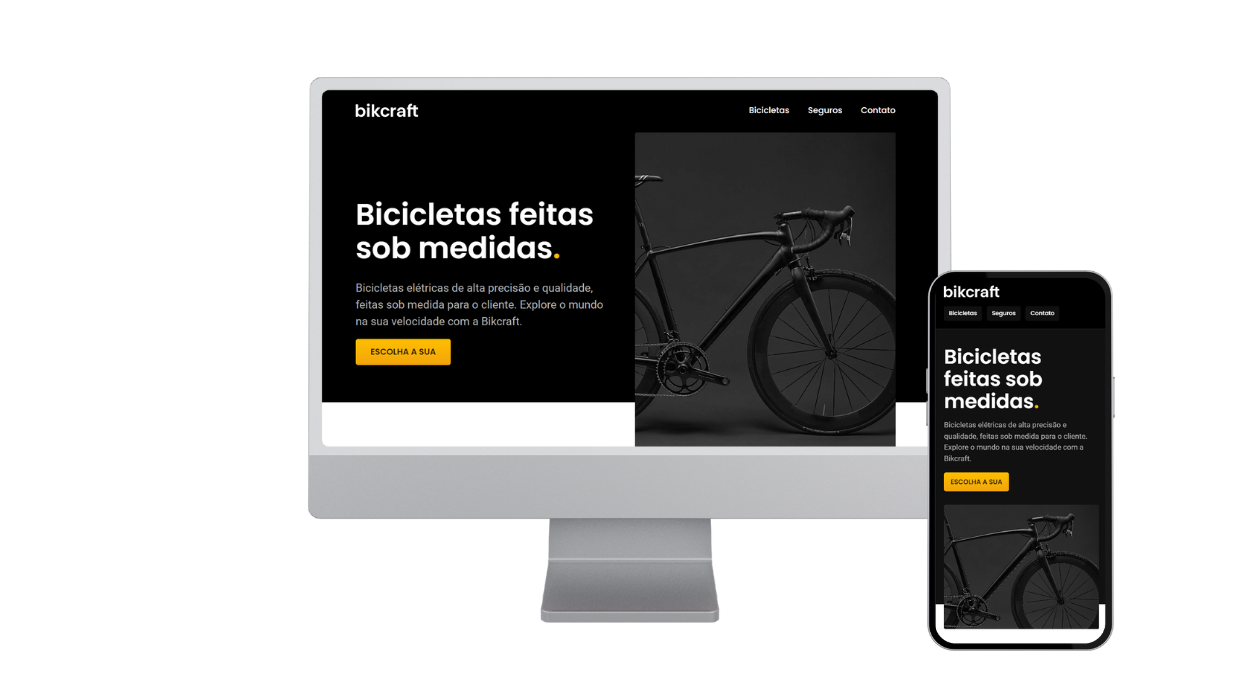 bikcraft
Bicicletas Seguros Contato
Bicicletas feitas
sob medidas.
Bicicletas elétricas de alta precisão e qualidade,
feitas sob medida para o cliente. Explore o mundo
na sua velocidade com a Bikcraft.
ESCOLHA A SUA
bikcraft
Bicicletas Seguros Contato
Bicicletas
feitas sob
medidas.
Bicicletas elétricas de alta precisão e
qualidade, feitas sob medida para o cliente.
Explore o mundo na sua velocidade com a
Bikcraft.
ESCOLHA A SUA